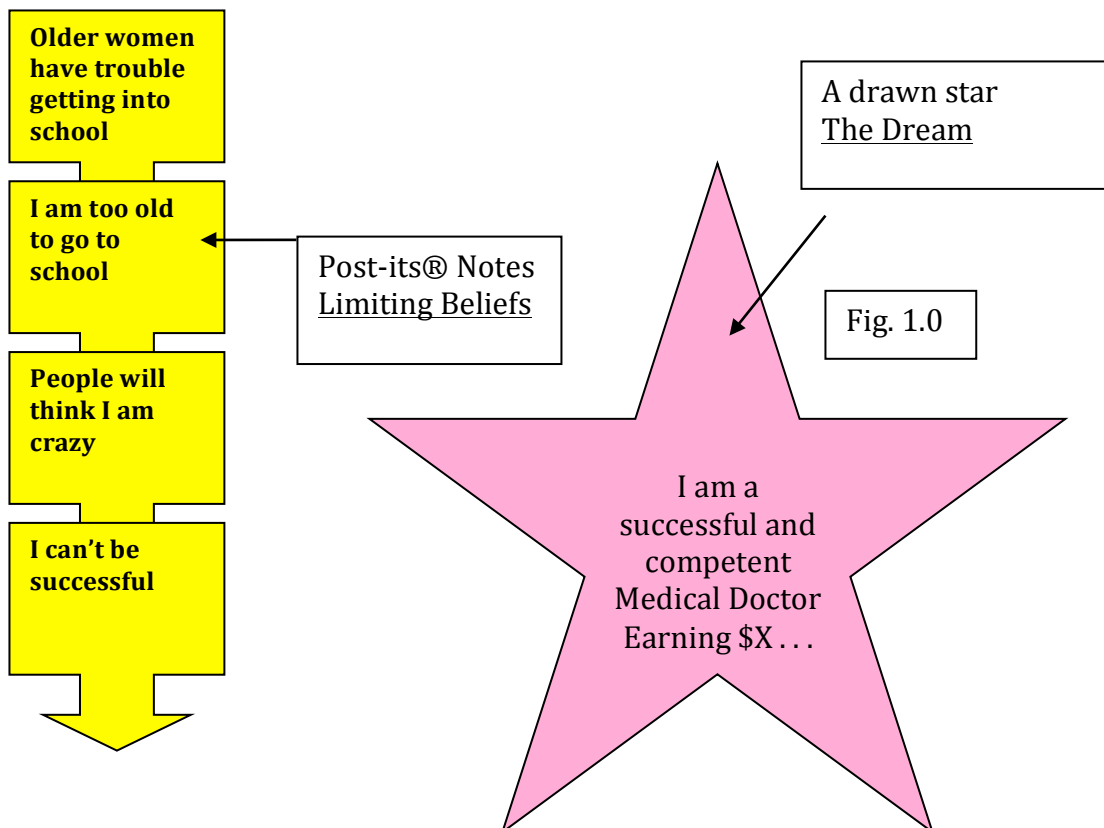 Older women
have trouble
getting into
school
I am too old
to go to
school
People will
think I am
crazy
I can’t be
successful
Post-its® Notes
Limiting Beliefs
A drawn star
The Dream
Fig. 1.0
I am a
successful and
competent
Medical Doctor
Earning $X . . .